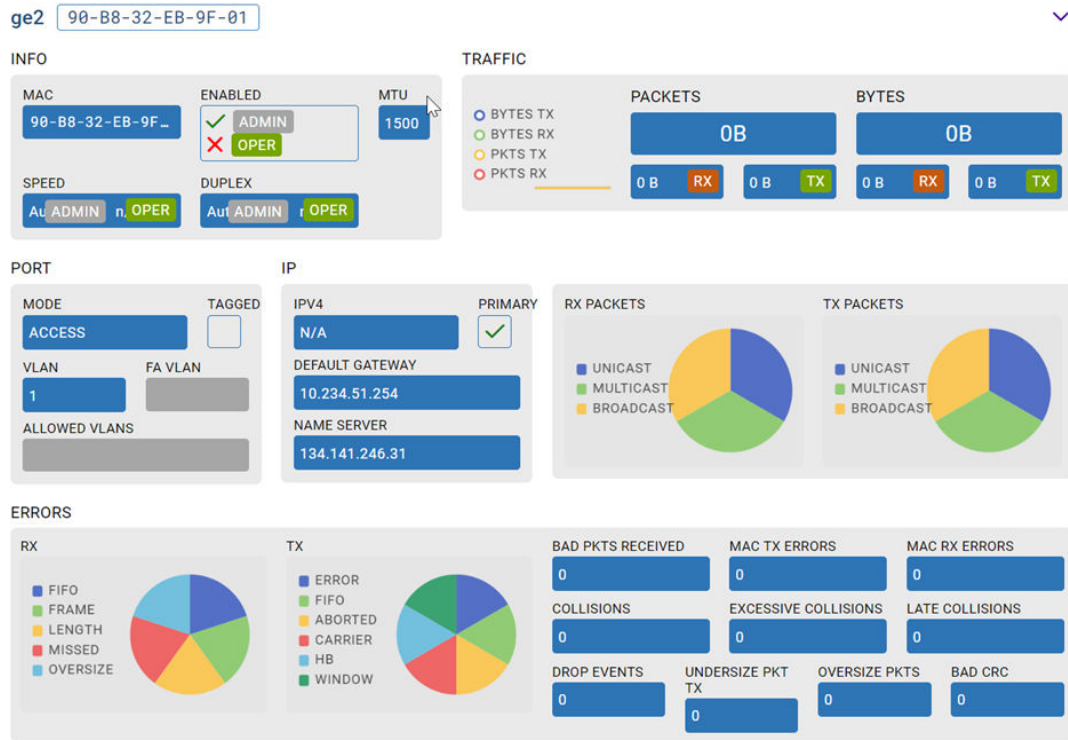 ge2 90-B8-32-EB-9F-01
INFO
MAC
90-B8-32-EB-9F…
ENABLED
ADMIN
OPER
MTU
1500
SPEED
Au ADMIN n, OPER
DUPLEX
Aut ADMIN OPER
TRAFFIC
BYTES TX
BYTES RX
PKTS TX
PKTS RX
PACKETS
0B
0 B RX
0 B TX
BYTES
0B
0 B RX
0 B TX
PORT
MODE
ACCESS
TAGGED
VLAN
1
FA VLAN
ALLOWED VLANS
IP
IPV4
N/A
PRIMARY
DEFAULT GATEWAY
10.234.51.254
NAME SERVER
134.141.246.31
RX PACKETS
UNICAST
MULTICAST
BROADCAST
TX PACKETS
UNICAST
MULTICAST
BROADCAST
ERRORS
RX
FIFO
FRAME
LENGTH
MISSED
OVERSIZE
TX
ERROR
FIFO
ABORTED
CARRIER
HB
WINDOW
BAD PKTS RECEIVED
0
MAC TX ERRORS
0
MAC RX ERRORS
0
COLLISIONS
0
EXCESSIVE COLLISIONS
0
LATE COLLISIONS
0
DROP EVENTS
0
UNDERSIZE PKT
TX
0
OVERSIZE PKTS
0
BAD CRC
0